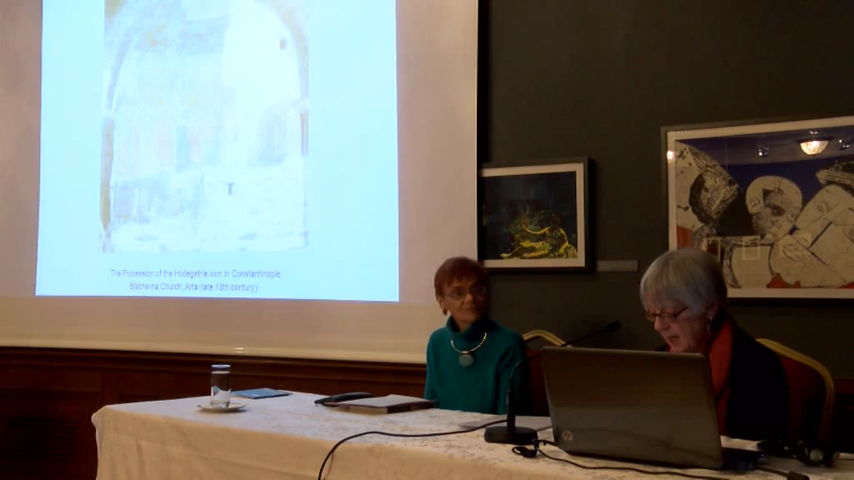 The Procession of the Hodegetria icon in Constantinople
Blacherna Church, Arta (late 13th century)